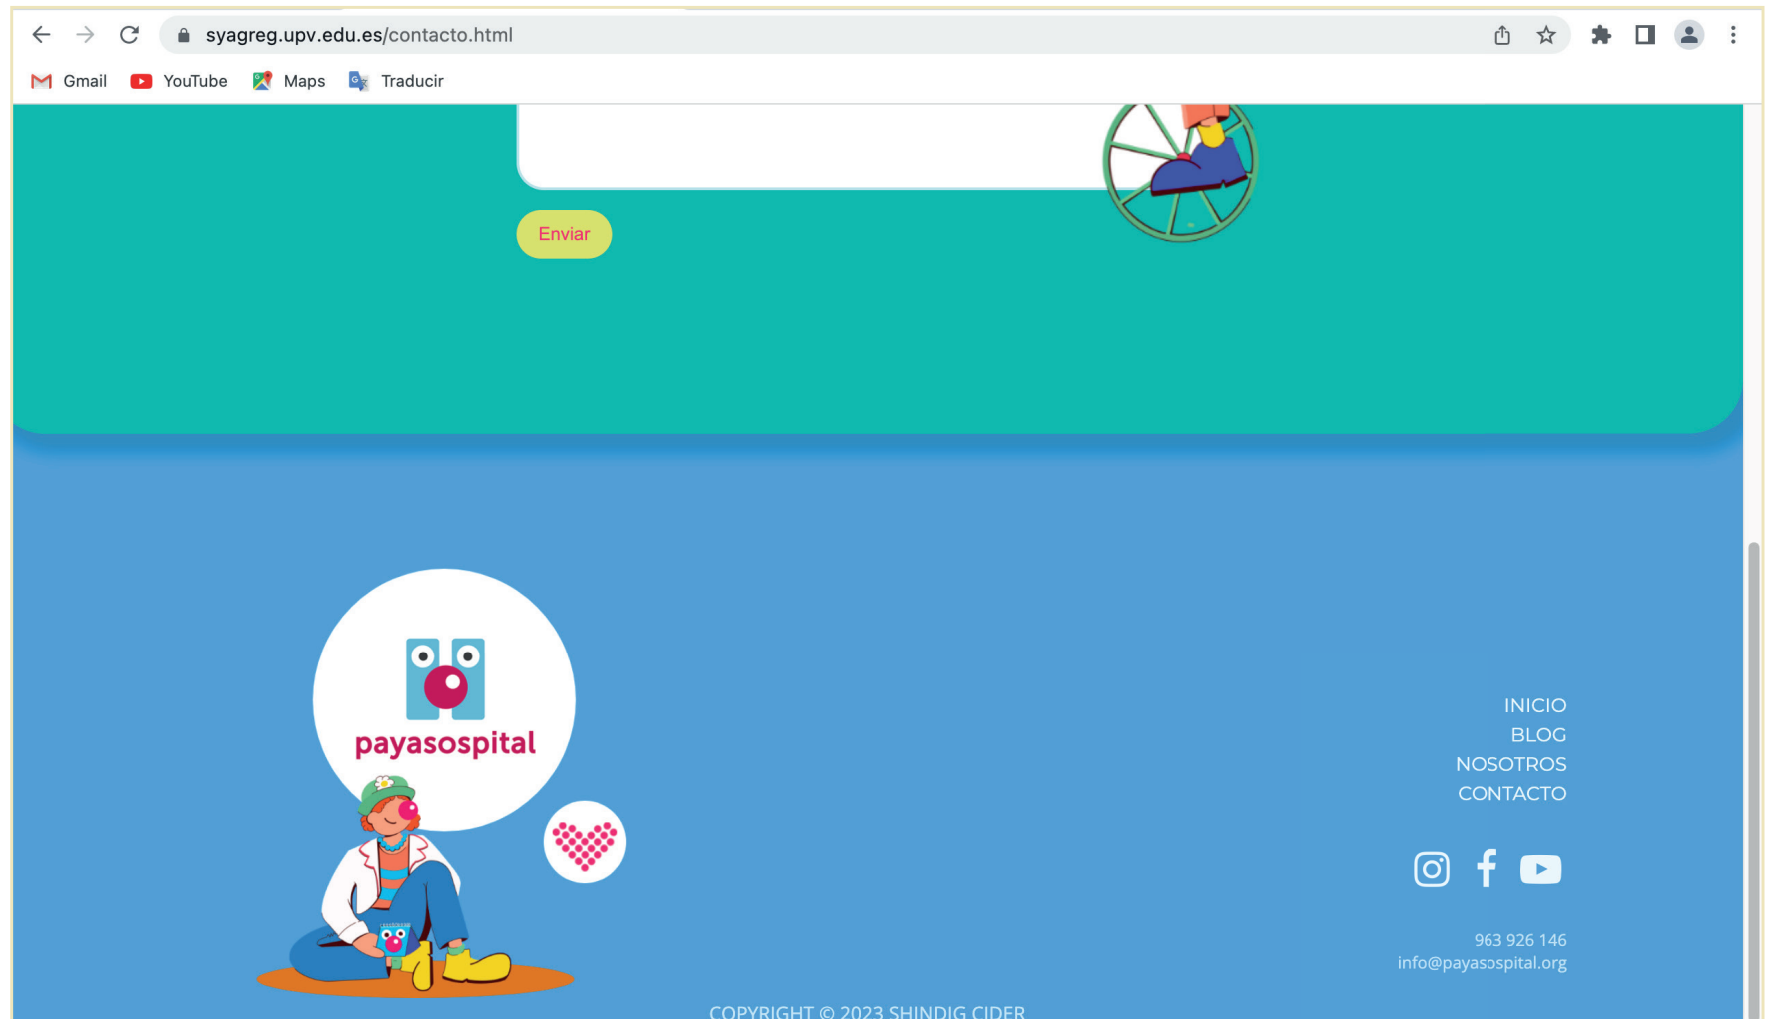 syagreg.upv.edu.es/contacto.html
Gmail YouTube Maps Traducir
Enviar
payasospital
INICIO
BLOG
NOSOTROS
CONTACTO
963 926 146
info@payasospital.org
COPYRIGHT © 2023 SHINDIG CIDER